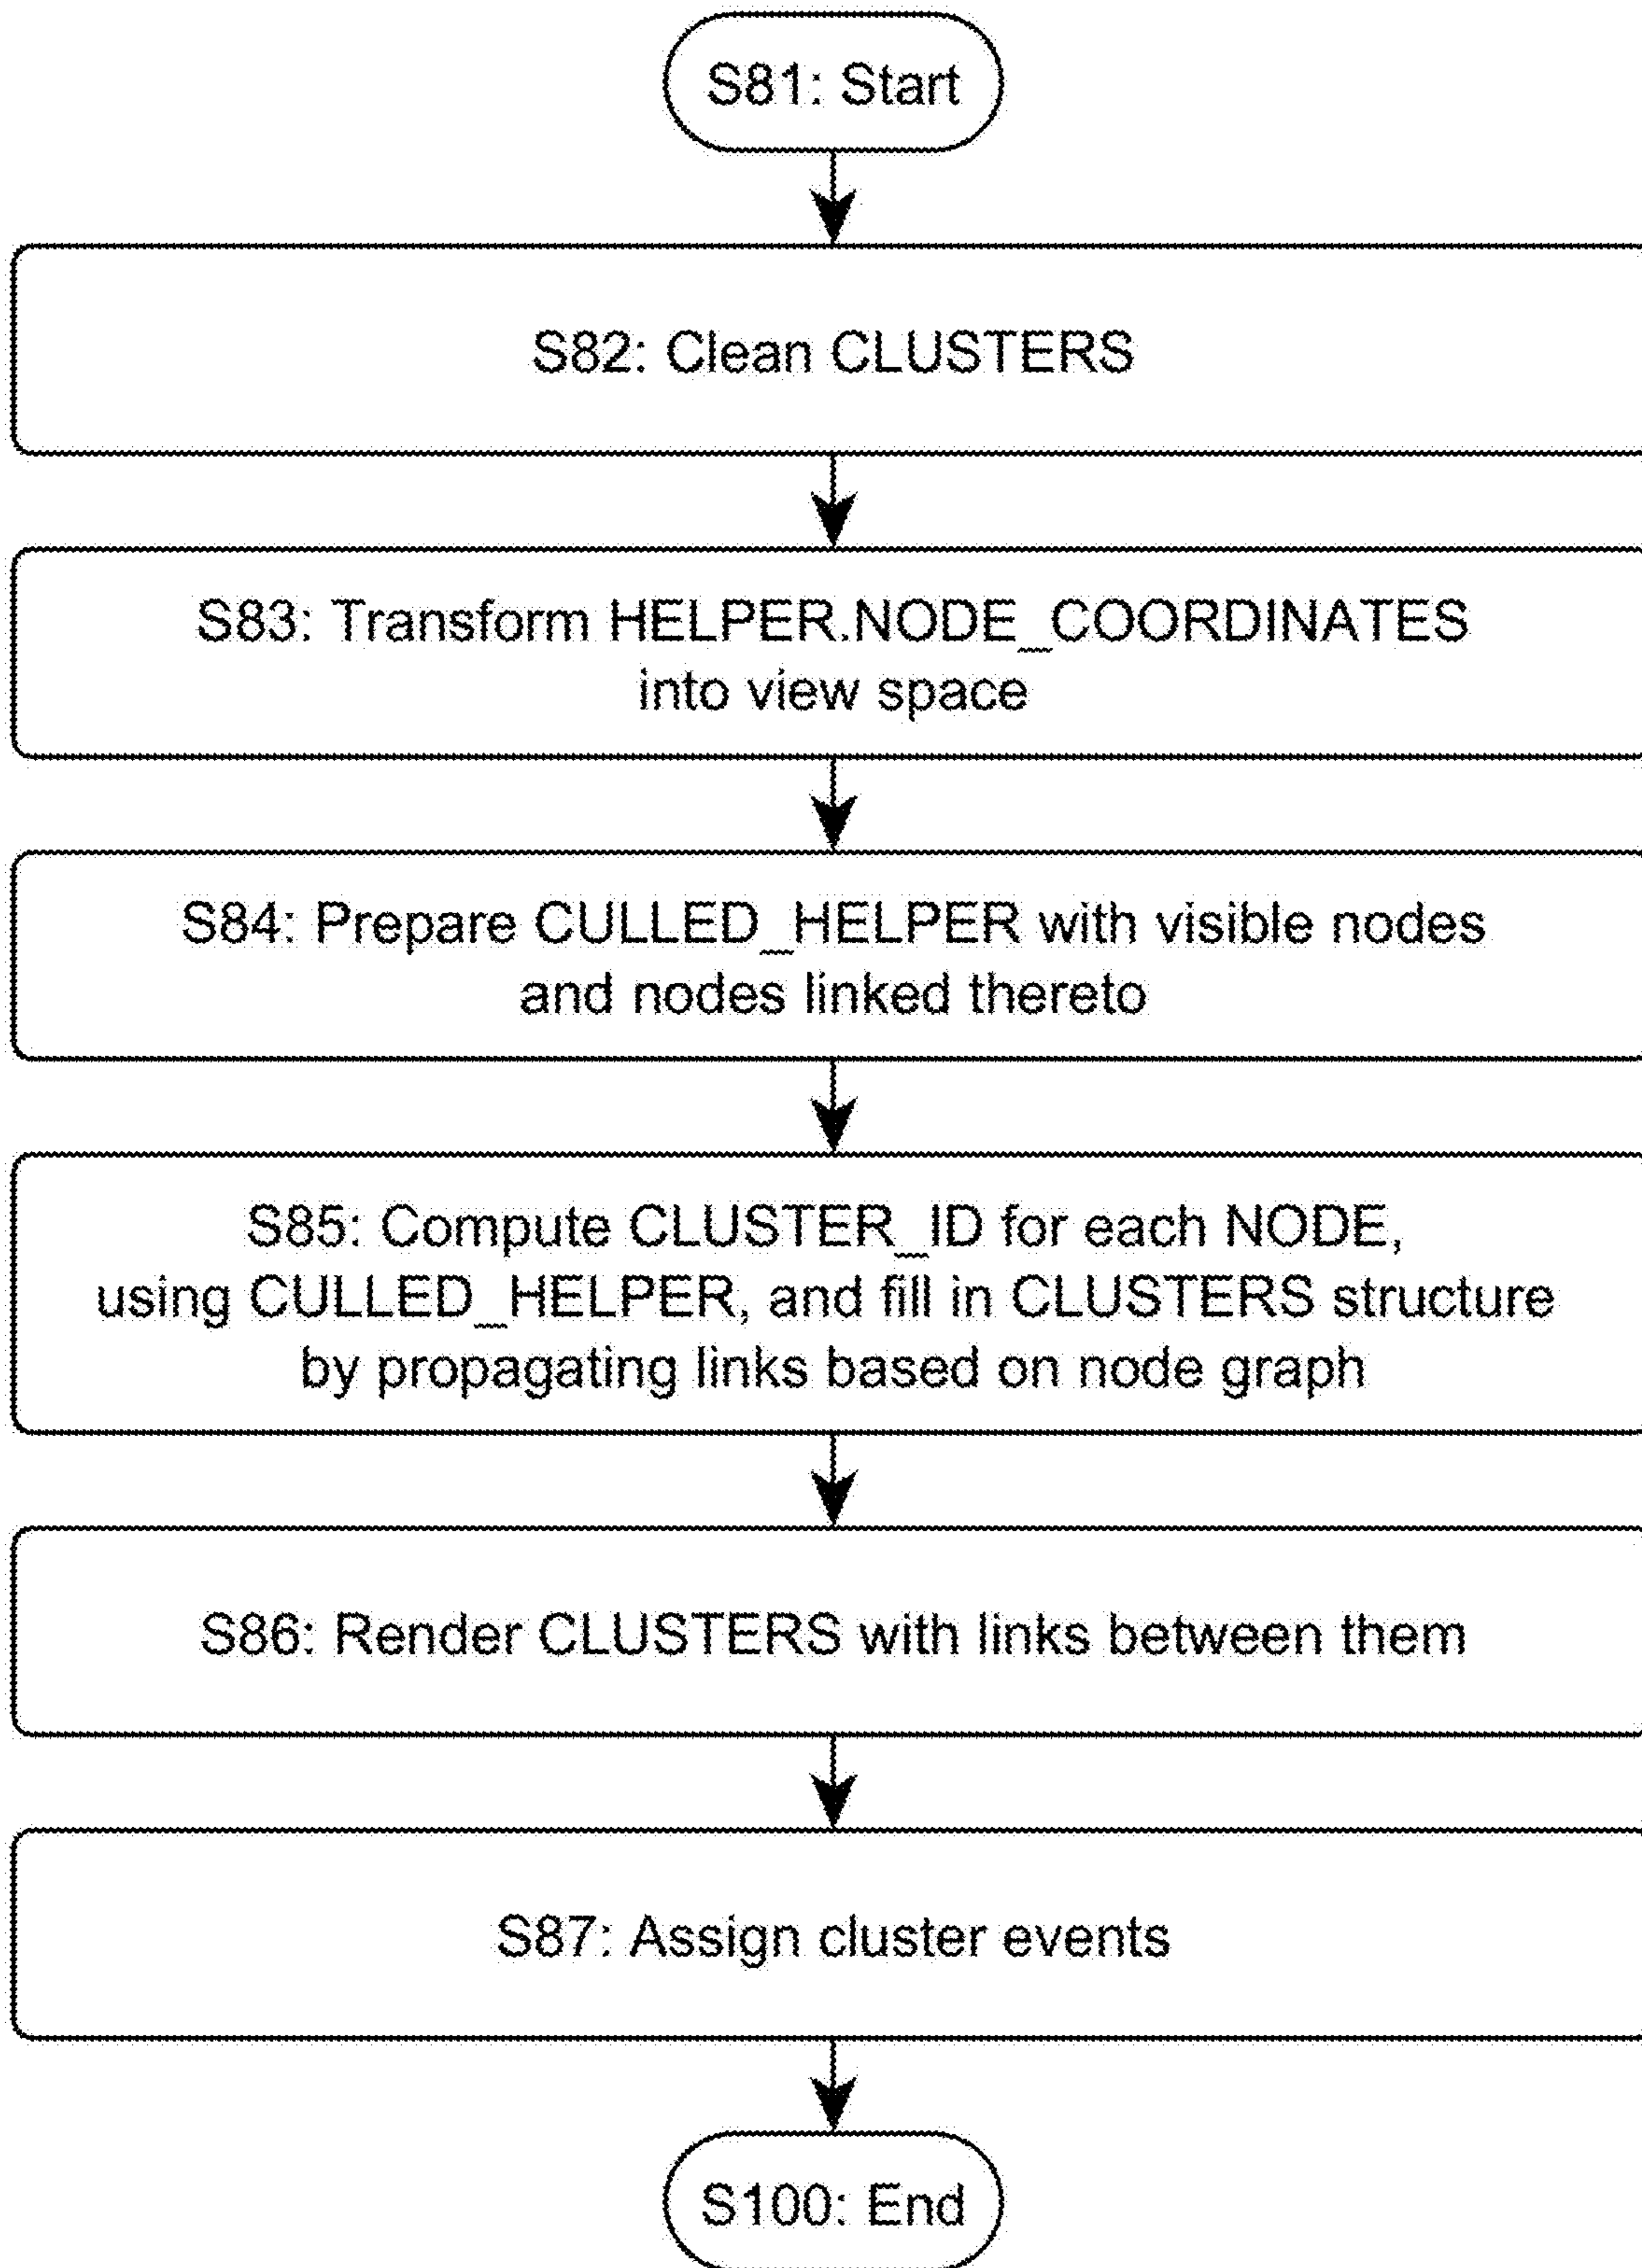 S81: Start
S82: Clean CLUSTERS
S83: Transform HELPER.NODE_COORDINATES
into view space
S84: Prepare CULLED_HELPER with visible nodes
and nodes linked thereto
S85: Compute CLUSTER_ID for each NODE,
using CULLED_HELPER, and fill in CLUSTERS structure
by propagating links based on node graph
S86: Render CLUSTERS with links between them
S87: Assign cluster events
S100: End